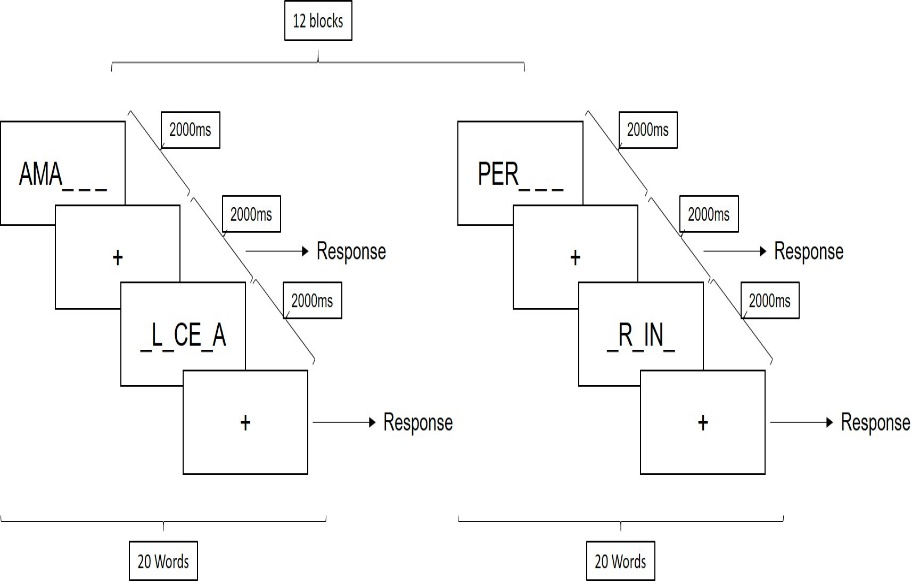 12 blocks
2000ms
2000ms
AMA_ _ _
PER_ _ _
2000ms
2000ms
+
Response
+
Response
2000ms
2000ms
_L_CE_A
_R_IN_
+
Response
+
Response
20 Words
20 Words